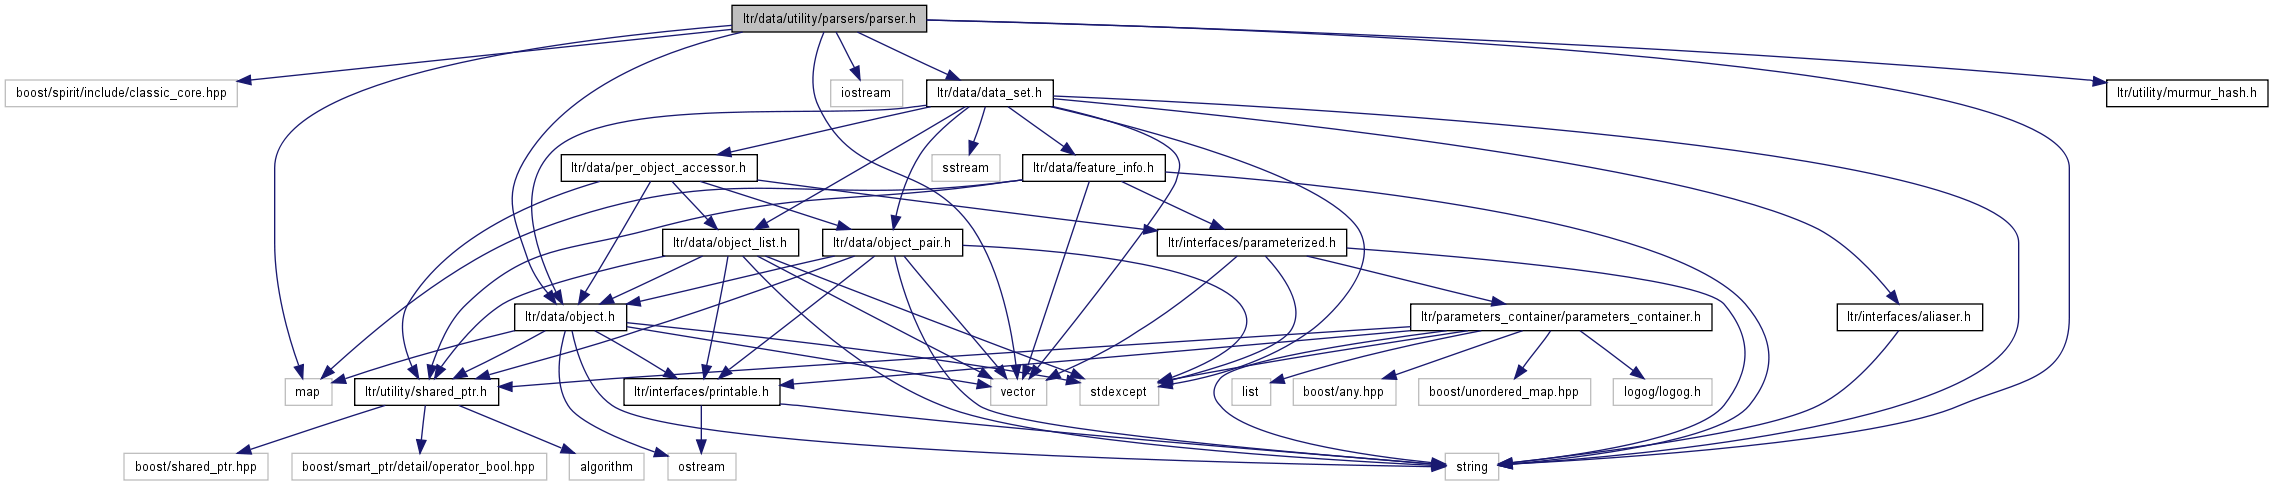 ltr/data/utility/parsers/parser.h
boost/spirit/include/classic_core.hpp
iostream
ltr/data/data_set.h
ltr/utility/murmur_hash.h
ltr/data/per_object_accessor.h
sstream
ltr/data/feature_info.h
ltr/data/object_list.h
ltr/data/object_pair.h
ltr/interfaces/parameterized.h
ltr/data/object.h
ltr/parameters_container/parameters_container.h
ltr/interfaces/aliaser.h
map
ltr/utility/shared_ptr.h
ltr/interfaces/printable.h
vector
stdexcept
list
boost/any.hpp
boost/unordered_map.hpp
logog/logog.h
boost/shared_ptr.hpp
boost/smart_ptr/detail/operator_bool.hpp
algorithm
ostream
string